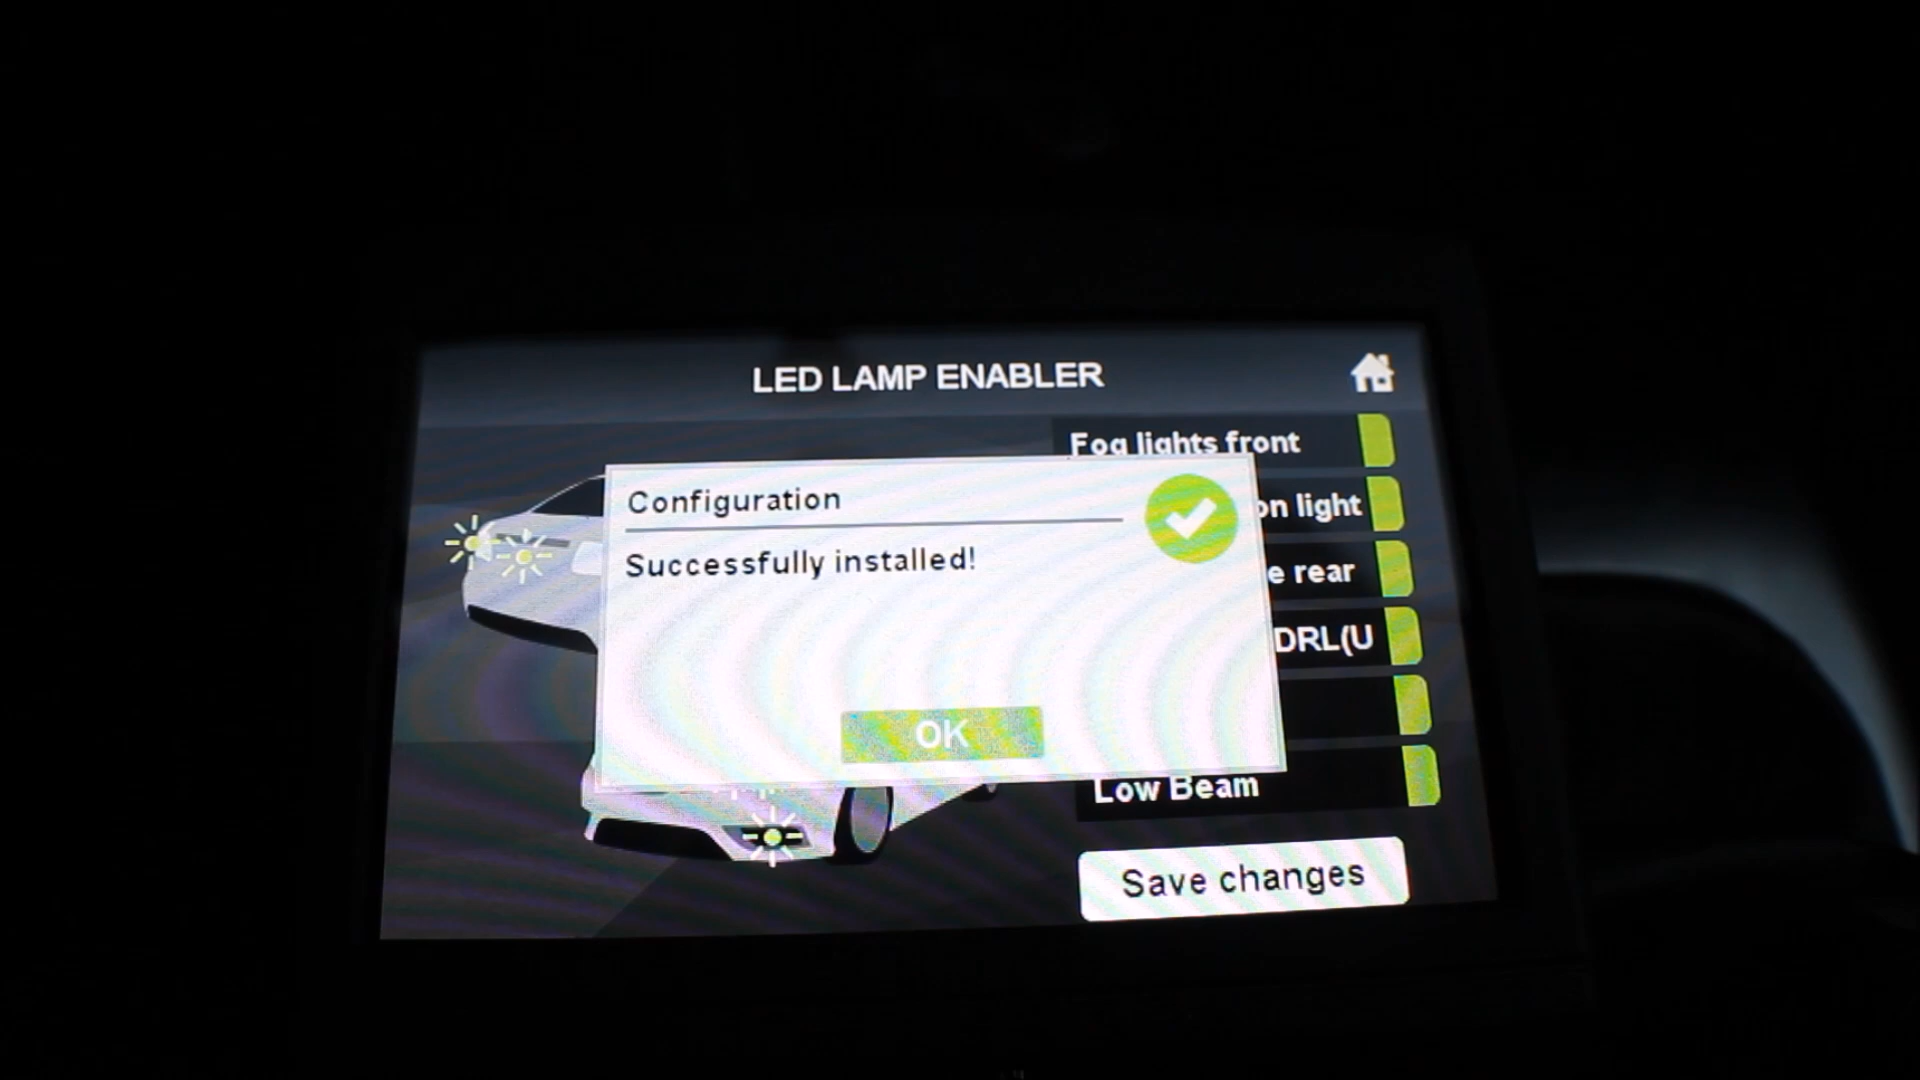 LED LAMP ENABLER
Fog lights front
on light
e rear
DRL(U
Low Beam
Configuration
Successfully installed!
OK
Save changes